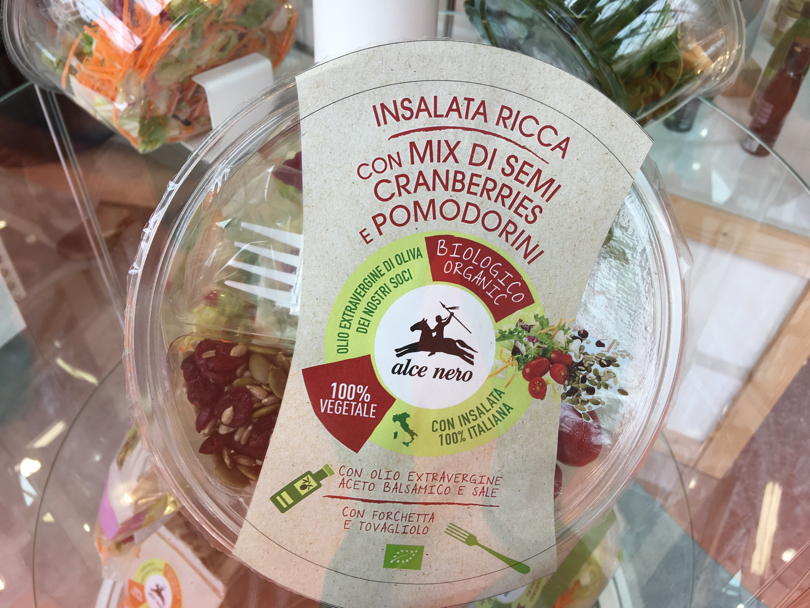 INSALATA RICCA
CON MIX DI SEMI
CRANBERRIES
E POMODORINI
BIOLOGICO
ORGANIC
OLIO EXTRAVERGINE DI OLIVA
DEI NOSTRI SOCI
alce nero
100%
VEGETALE
CON INSALATA
100% ITALIANA
CON OLIO EXTRAVERGINE
ACETO BALSAMICO E SALE
CON FORCHETTA
E TOVAGLIOLO